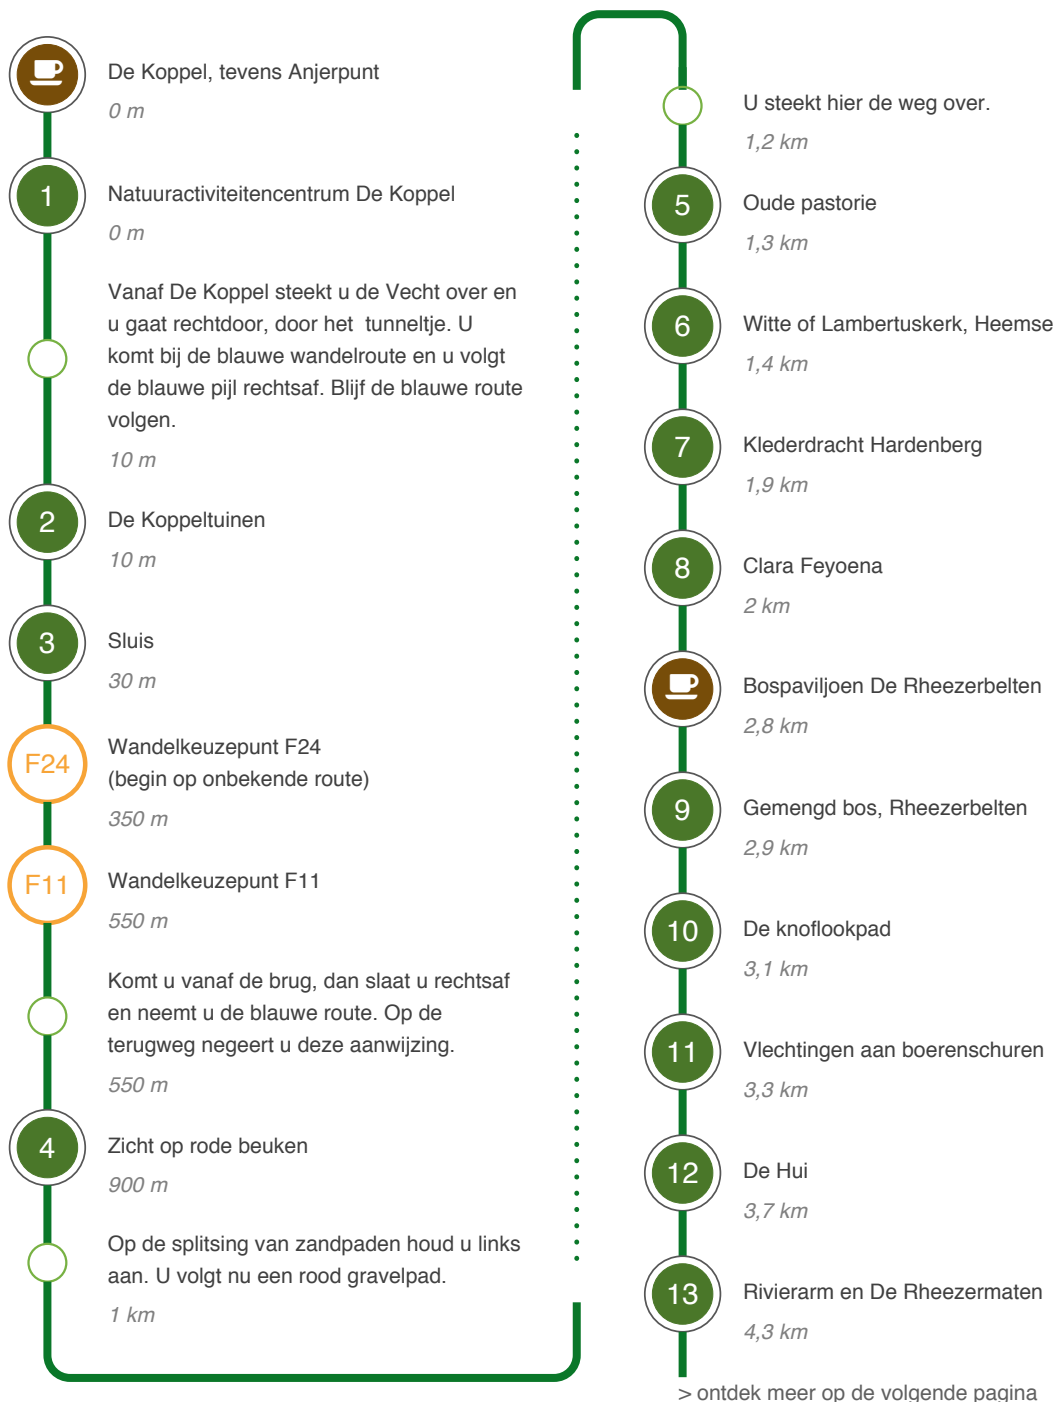 De Koppel, tevens Anjerpunt
0 m
1
Natuuractiviteitencentrum De Koppel
0 m
Vanaf De Koppel steekt u de Vecht over en
u gaat rechtdoor, door het  tunneltje. U
komt bij de blauwe wandelroute en u volgt
de blauwe pijl rechtsaf. Blijf de blauwe route
volgen.
10 m
2
De Koppeltuinen
10 m
3
Sluis
30 m
F24
Wandelkeuzepunt F24
(begin op onbekende route)
350 m
F11
Wandelkeuzepunt F11
550 m
Komt u vanaf de brug, dan slaat u rechtsaf
en neemt u de blauwe route. Op de
terugweg negeert u deze aanwijzing.
550 m
4
Zicht op rode beuken
900 m
Op de splitsing van zandpaden houd u links
aan. U volgt nu een rood gravelpad.
1 km
U steekt hier de weg over.
1,2 km
5
Oude pastorie
1,3 km
6
Witte of Lambertuskerk, Heemse
1,4 km
7
Klederdracht Hardenberg
1,9 km
8
Clara Feyoena
2 km
Bospaviljoen De Rheezerbelten
2,8 km
9
Gemengd bos, Rheezerbelten
2,9 km
10
De knoflookpad
3,1 km
11
Vlechtingen aan boerenschuren
3,3 km
12
De Hui
3,7 km
13
Rivierarm en De Rheezermaten
4,3 km
> ontdek meer op de volgende pagina